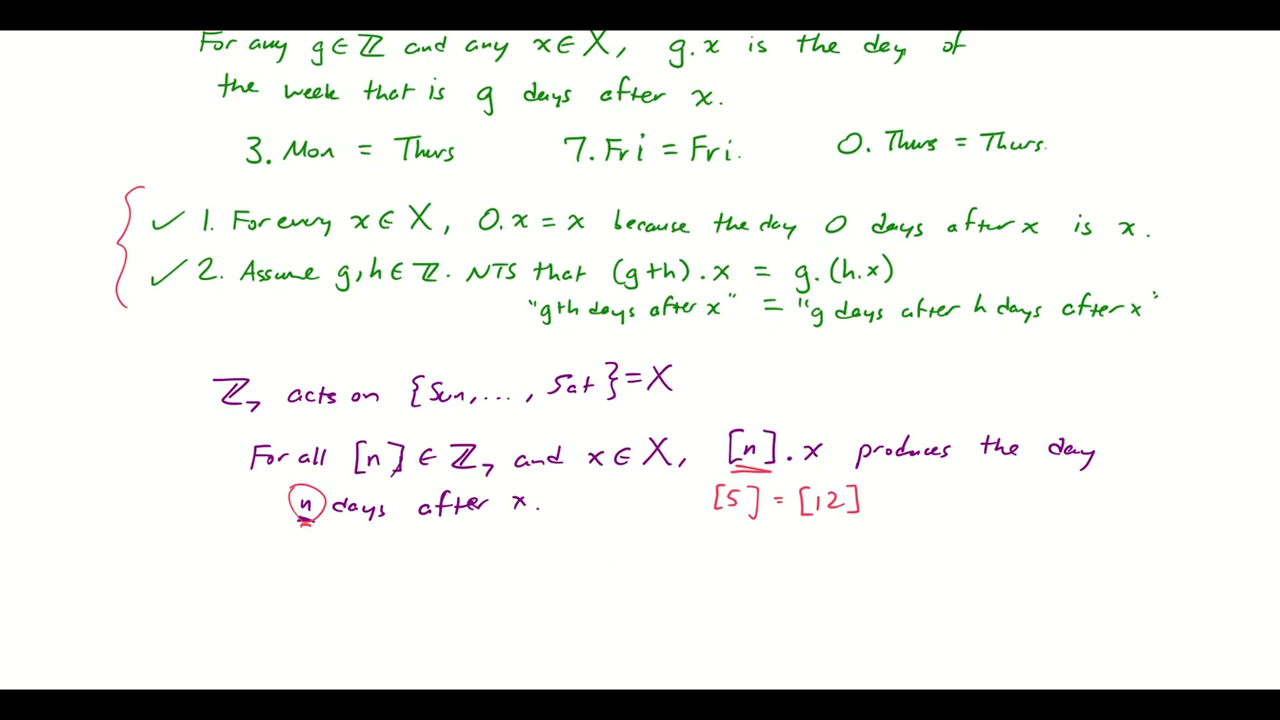 For any g ∈ ℤ and any x ∈ X, g.x is the day of
the week that is g days after x.
3. Mon = Thurs 7. Fri = Fri. 0. Thurs = Thurs.
✓ 1. For every x ∈ X, 0.x = x because the day 0 days after x is x.
✓ 2. Assume g, h ∈ ℤ. NTS that (g+h).x = g.(h.x)
"g+h days after x" = "g days after h days after x"
ℤ₇ acts on {Sun, ..., Sat} = X
For all [n] ∈ ℤ₇ and x ∈ X, [n].x produces the day
n days after x. [5] = [12]